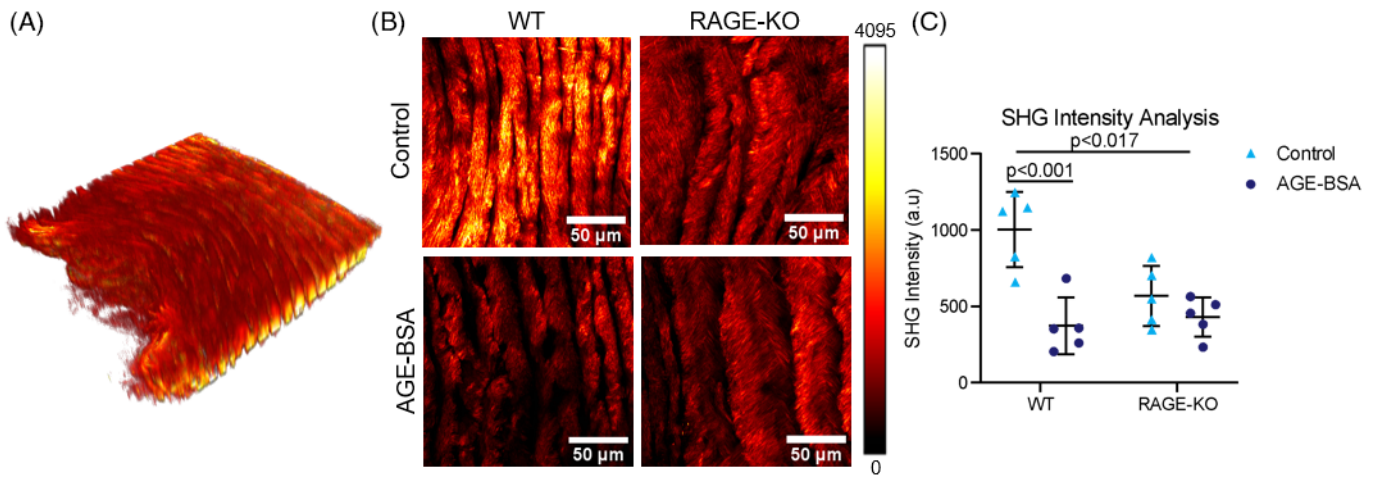 (A)
(B)
WT
RAGE-KO
Control
AGE-BSA
50 µm
50 µm
50 µm
50 µm
4095
0
(C)
SHG Intensity Analysis
p<0.017
p<0.001
SHG Intensity (a.u)
1500
1000
500
0
WT
RAGE-KO
Control
AGE-BSA